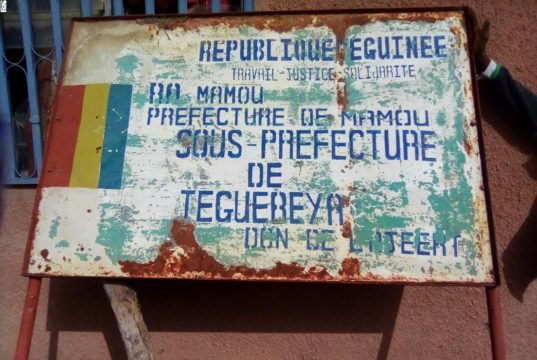 REPUBLIQUE DE GUINEE
TRAVAIL-JUSTICE-SOLIDARITE
RA MAMOU
PREFECTURE DE MAMOU
SOUS-PREFECTURE
DE
TEGUEREYA